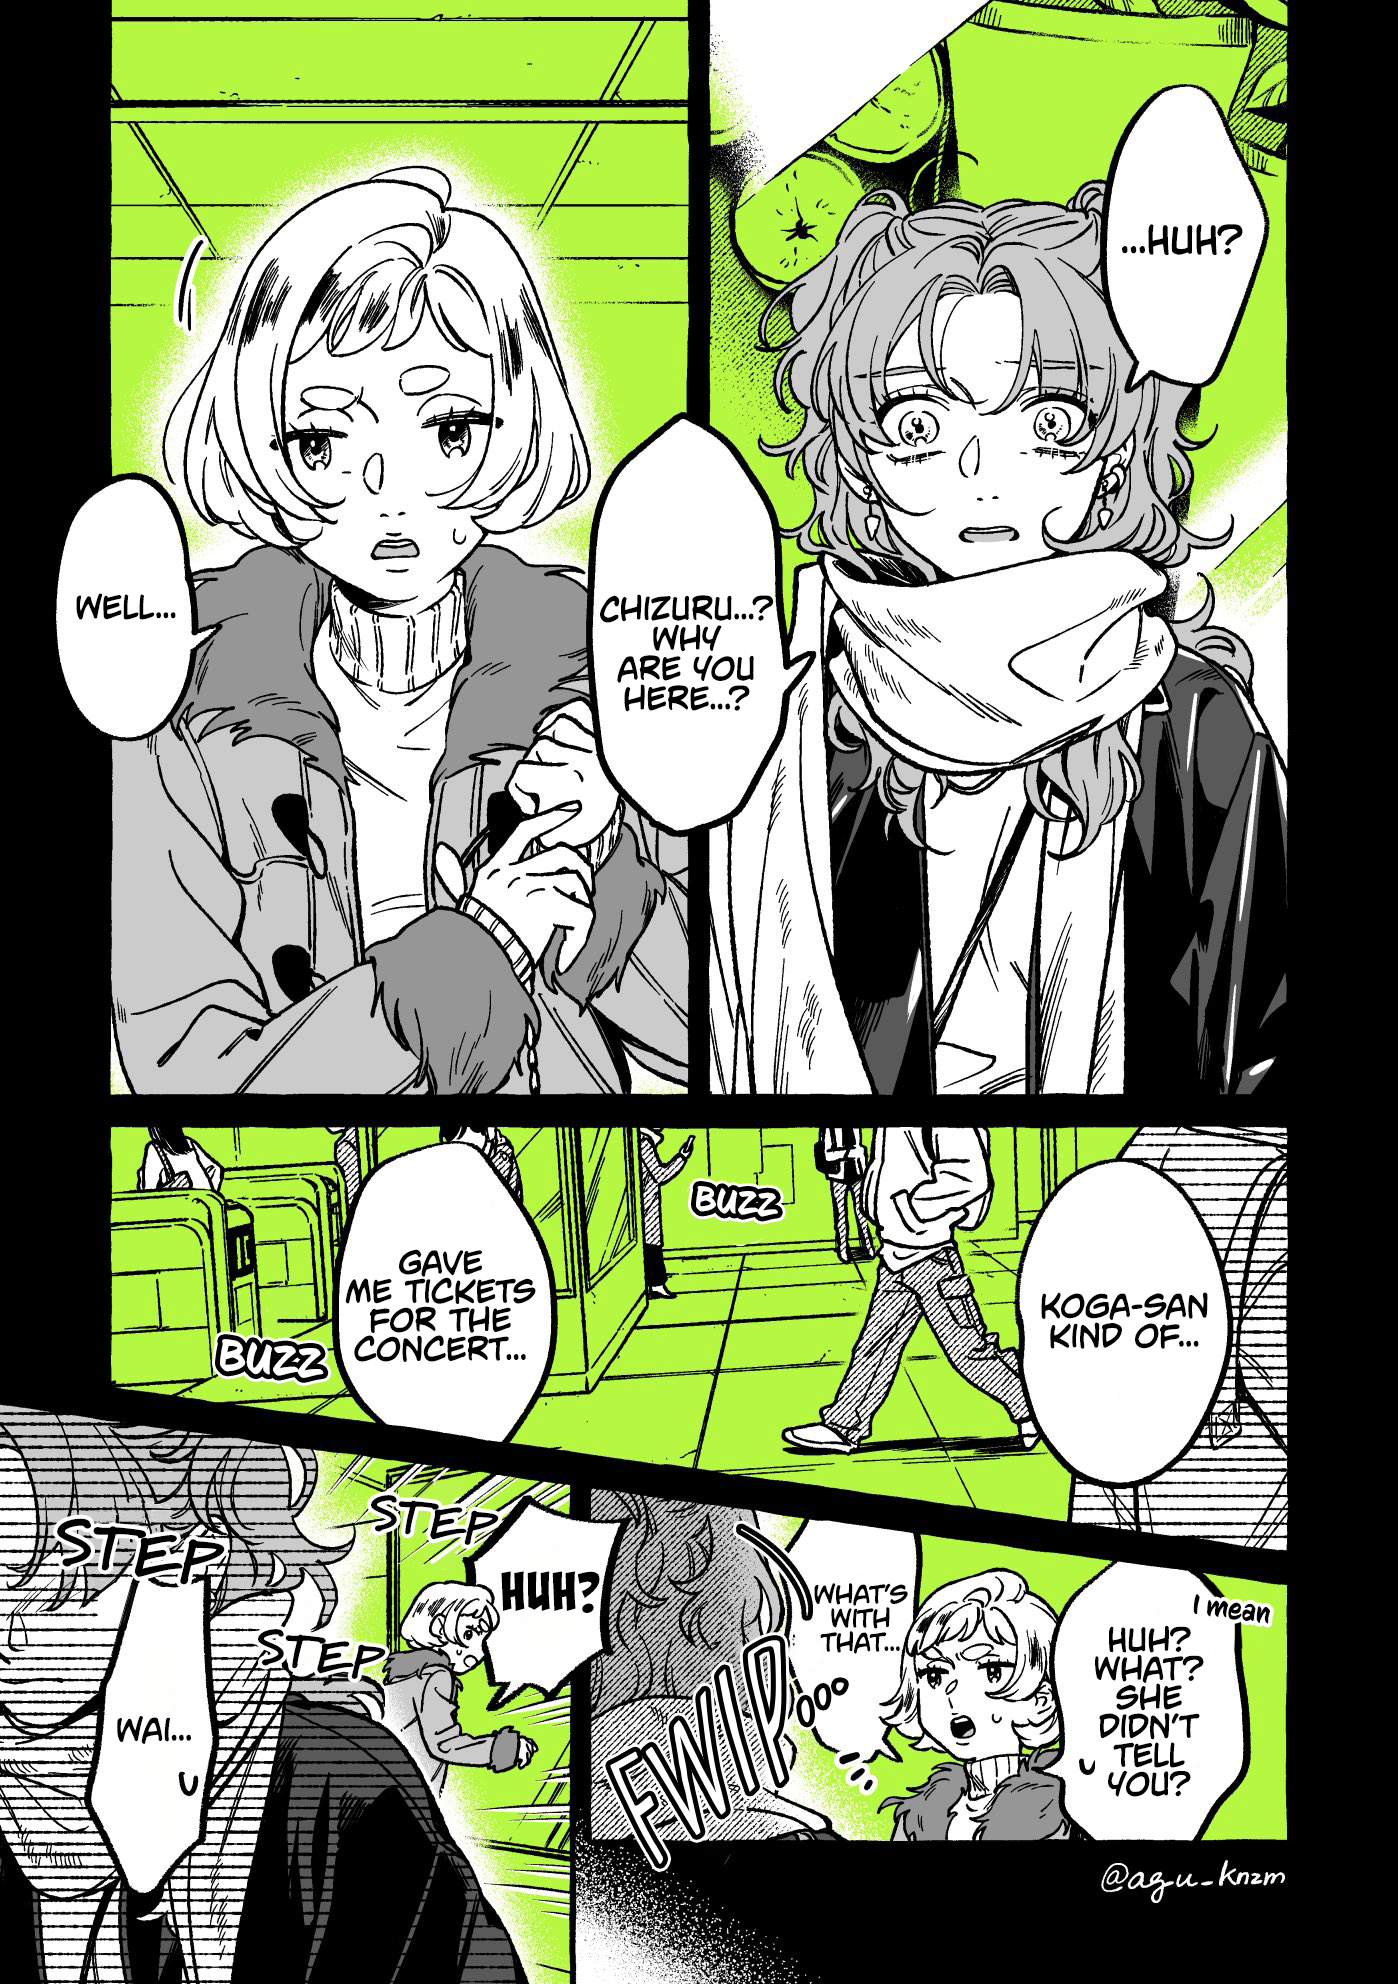 ...HUH?
CHIZURU...?
WHY
ARE YOU
HERE...?
WELL...
KOGA-SAN
KIND OF...
BUZZ
GAVE
ME TICKETS
FOR THE
CONCERT...
BUZZ
I mean
HUH?
WHAT?
SHE
DIDN'T
TELL
YOU?
WHAT'S
WITH
THAT...
FWIP
HUH?
STEP
STEP
STEP
WAI...
@agu_knzm